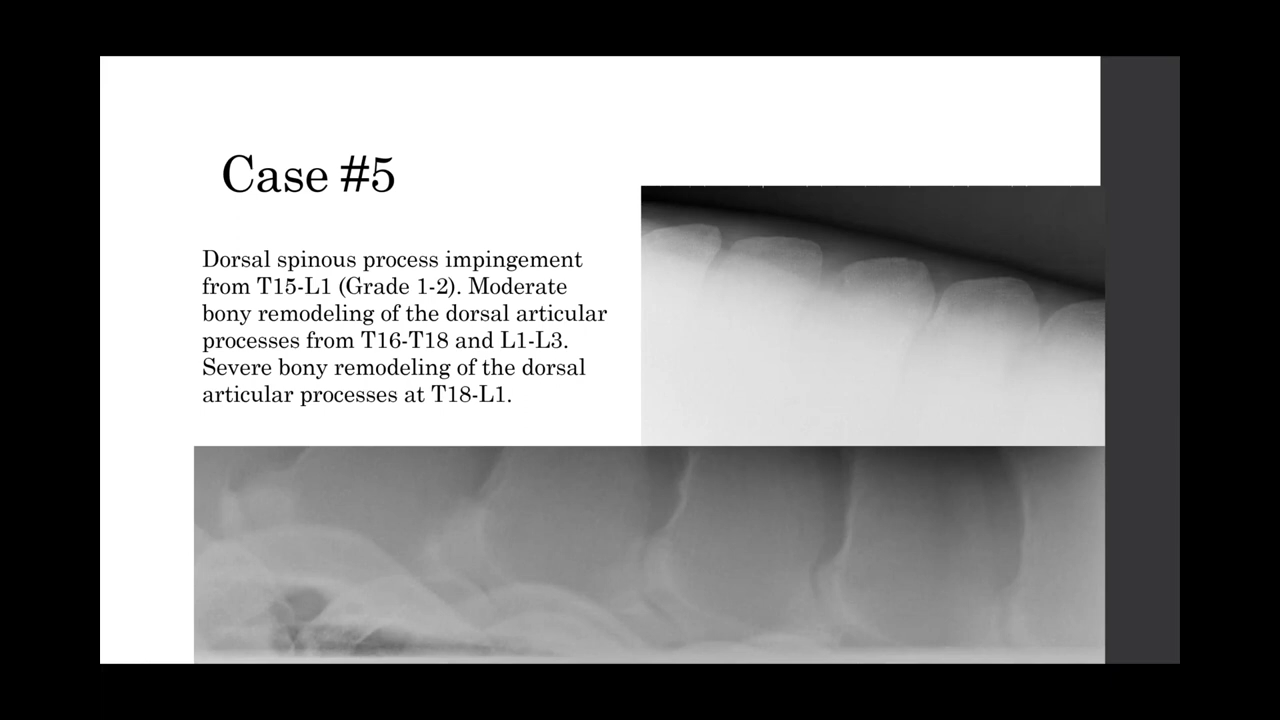 Case #5
Dorsal spinous process impingement
from T15-L1 (Grade 1-2). Moderate
bony remodeling of the dorsal articular
processes from T16-T18 and L1-L3.
Severe bony remodeling of the dorsal
articular processes at T18-L1.